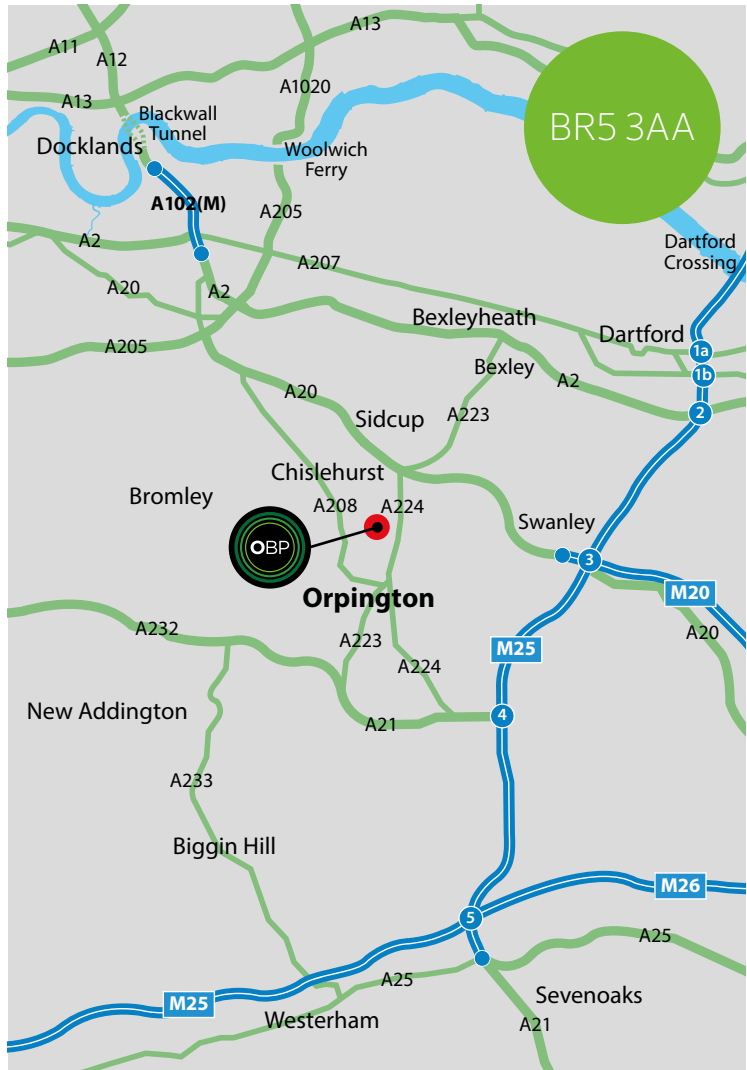 A13
A11
A12
A1020
A13
Blackwall
Tunnel
BR5 3AA
Docklands
Woolwich
Ferry
A102(M)
A205
A2
Dartford
Crossing
A207
A20
A2
Bexleyheath
Dartford
A205
1a
Bexley
1b
A2
A20
2
Sidcup
A223
Chislehurst
Bromley
A208
A224
Swanley
OBP
3
M20
Orpington
A232
A223
A20
M25
A224
New Addington
4
A21
A233
Biggin Hill
M26
5
A25
A25
M25
Sevenoaks
Westerham
A21